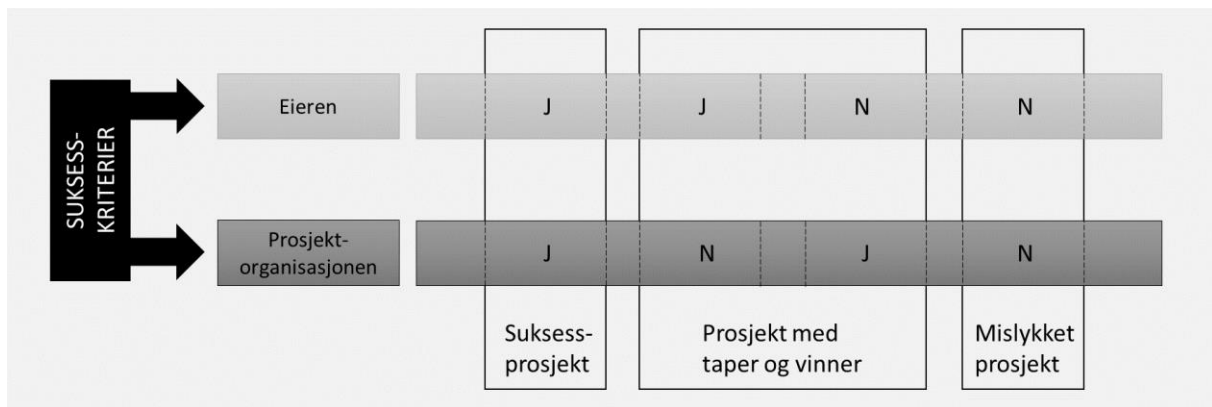 SUKSESS-
KRITERIER
Eieren
J
J
N
N
Prosjekt-
organisasjonen
J
N
J
N
Suksess-
prosjekt
Prosjekt med
taper og vinner
Mislykket
prosjekt